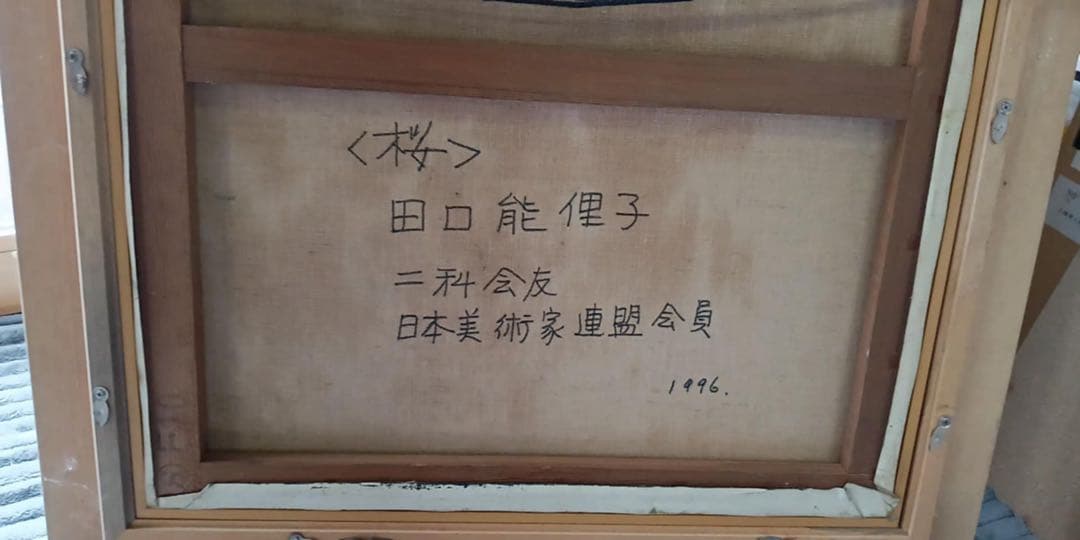 <桜>
田口能俚子
二科会友
日本美術家連盟会員
1996.